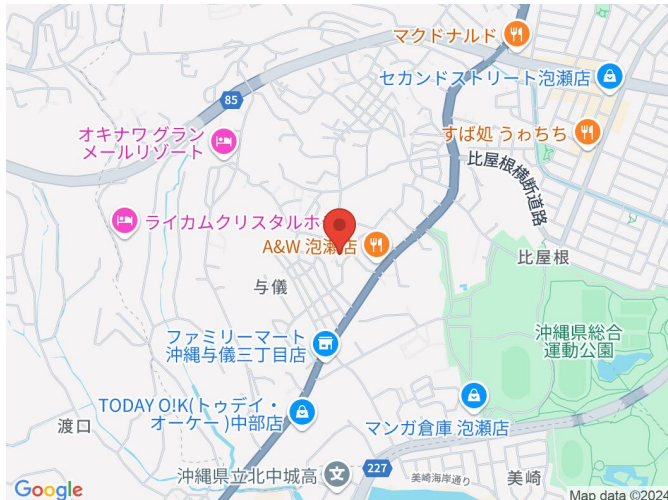 マクドナルド
セカンドストリート泡瀬店
85
オキナワ グラン
メールリゾート
すば処 うゎちち
比屋根横断道路
ライカムクリスタルホ
A&W 泡瀬店
比屋根
与儀
沖縄県総合
運動公園
ファミリーマート
沖縄与儀三丁目店
TODAY O!K(トゥデイ・
オーケー )中部店
マンガ倉庫 泡瀬店
渡口
沖縄県立北中城高
227
美崎海岸通り
美崎
Google
Map data ©202